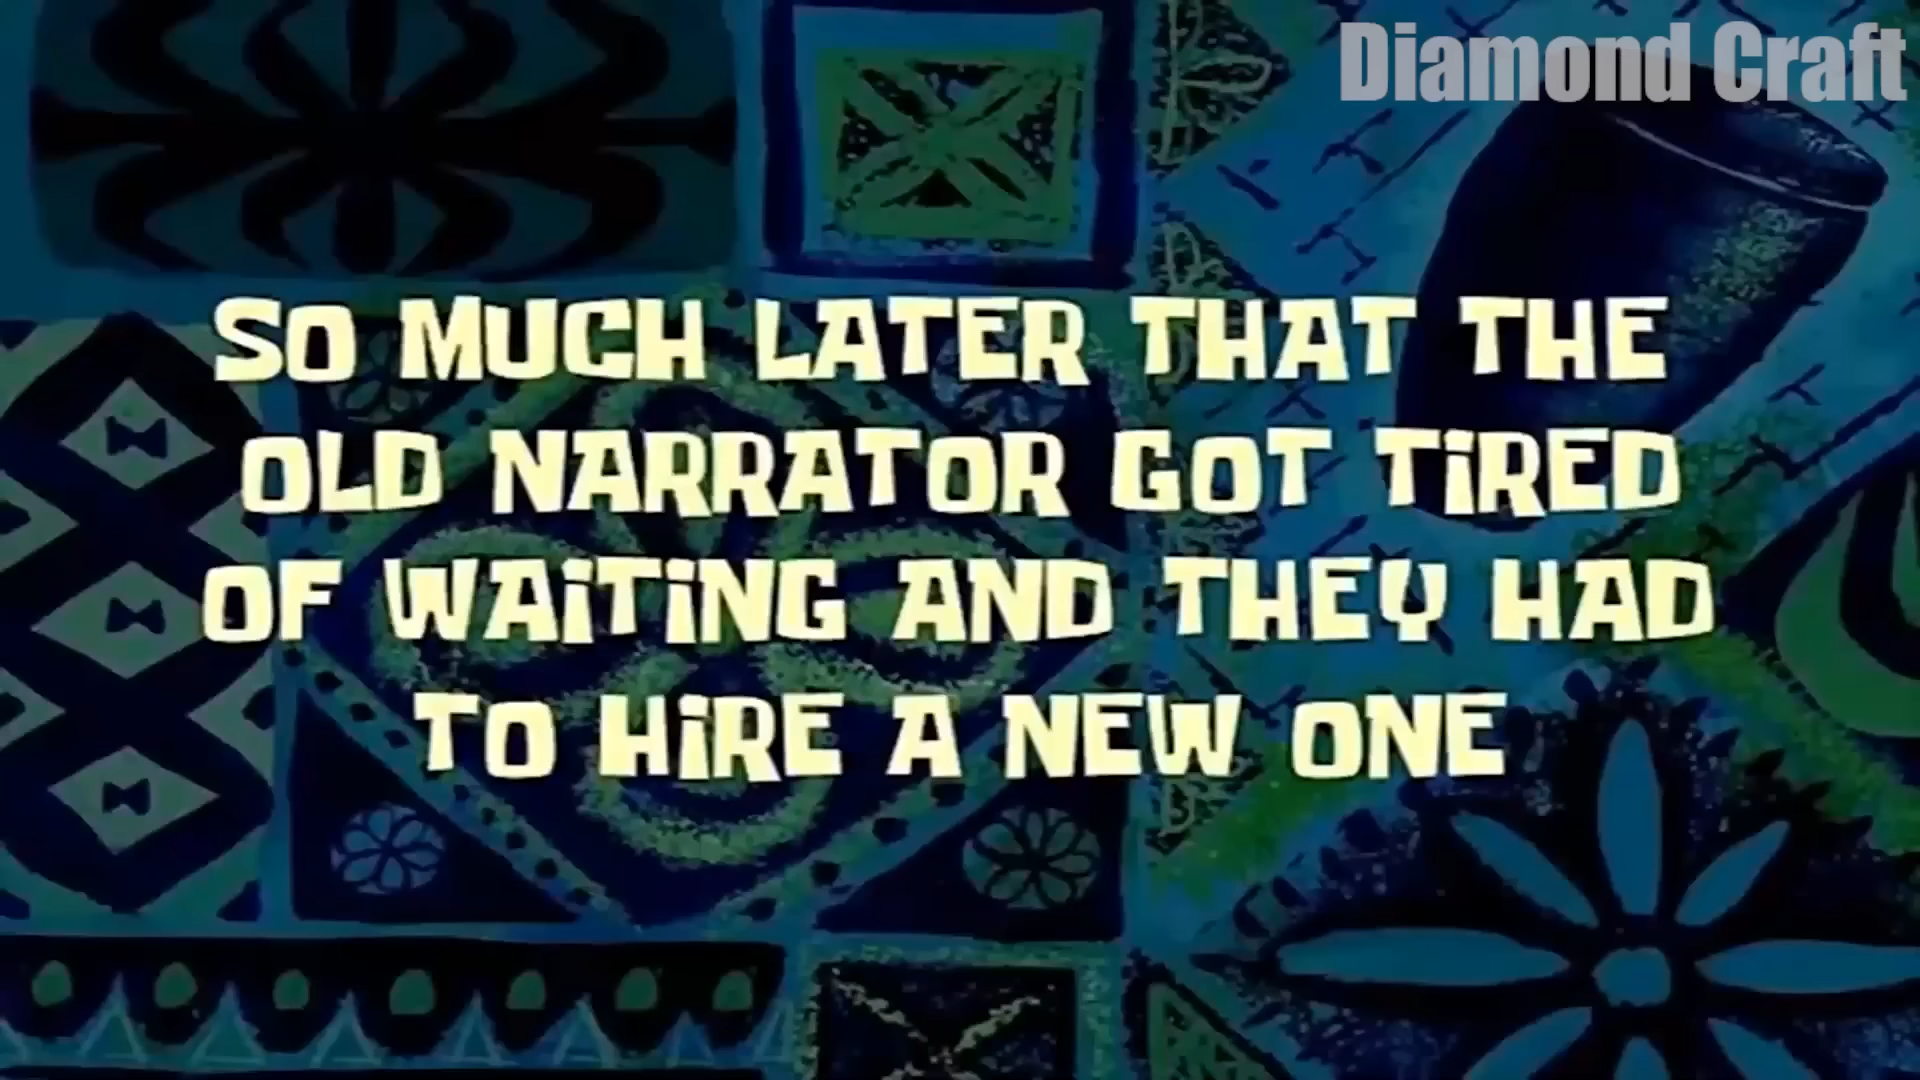 Diamond Craft
SO MUCH LATER THAT THE
OLD NARRATOR GOT TiRED
OF WAiTiNG AND THEY HAD
TO HiRE A NEW ONE